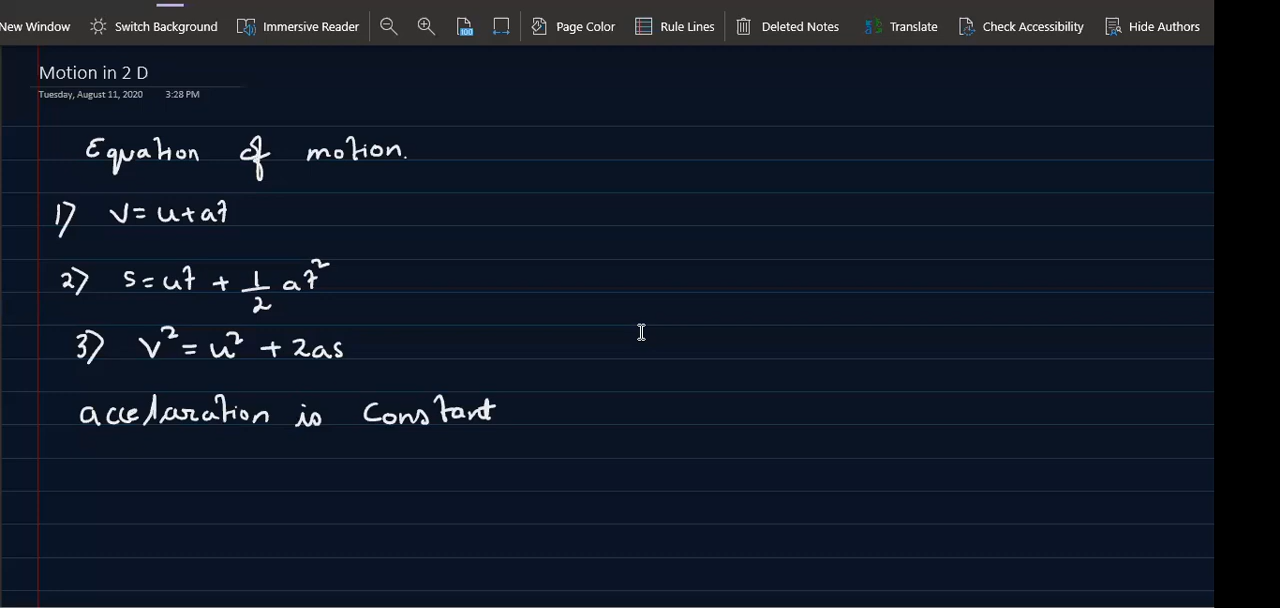 New Window Switch Background Immersive Reader 100 Page Color Rule Lines Deleted Notes Translate Check Accessibility Hide Authors
Motion in 2 D
Tuesday, August 11, 2020 3:28 PM
Equation of motion.
1) v = u + at
2) s = ut + 1/2 at²
3) v² = u² + 2as
accelaration is constant